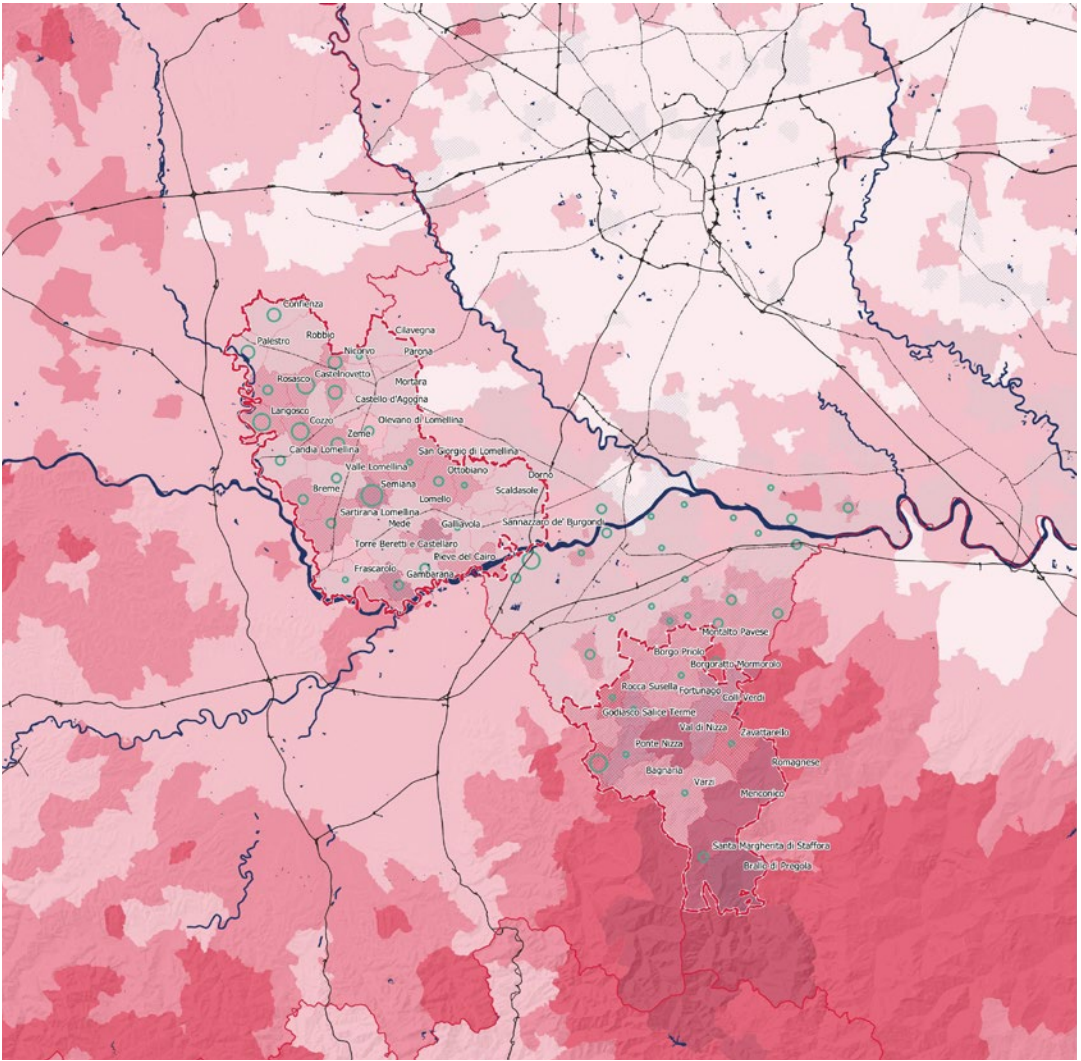 Confienza
Robbio
Cilavegna
Palestro
Nicorvo
Parona
Rosasco
Castelnovetto
Mortara
Castello d'Agogna
Langosco
Cozzo
Olevano di Lomellina
Zeme
Candia Lomellina
San Giorgio di Lomellina
Valle Lomellina
Ottobiano
Dorno
Breme
Semiana
Scaldasole
Lomello
Sartirana Lomellina
Mede
Galliavola
Sannazzaro de' Burgondi
Torre Beretti e Castellaro
Pieve del Cairo
Frascarolo
Gambarana
Montalto Pavese
Borgo Priolo
Borgoratto Mormorolo
Rocca Susella
Fortunago
Colli Verdi
Godiasco Salice Terme
Val di Nizza
Zavattarello
Ponte Nizza
Romagnese
Bagnaria
Varzi
Menconico
Santa Margherita di Staffora
Brallo di Pregola